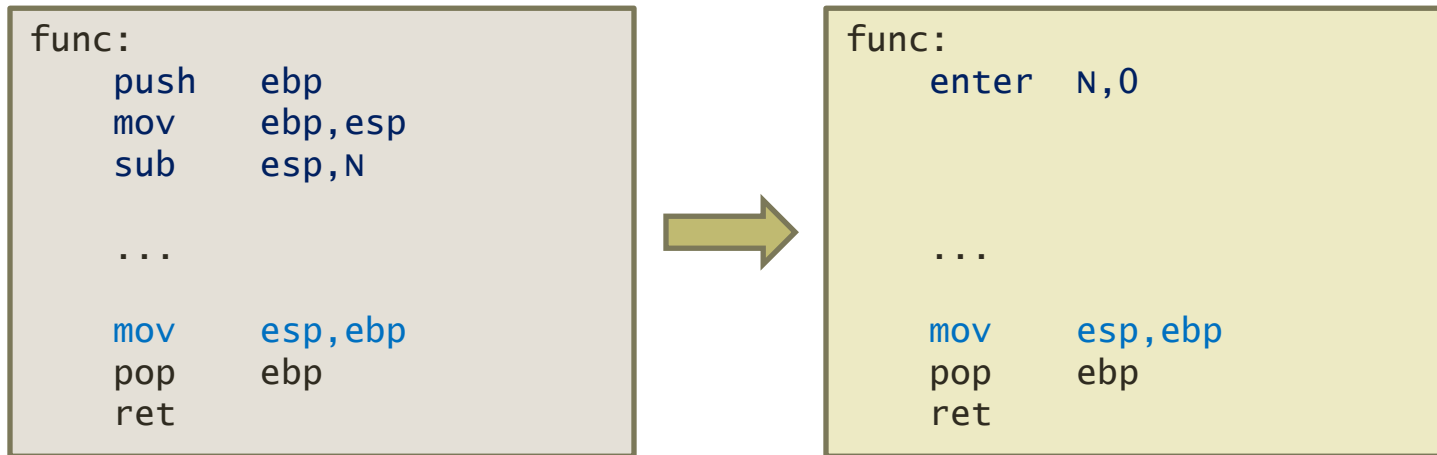 func:
push ebp
mov ebp,esp
sub esp,N
...
mov esp,ebp
pop ebp
ret
func:
enter N,0
...
mov esp,ebp
pop ebp
ret